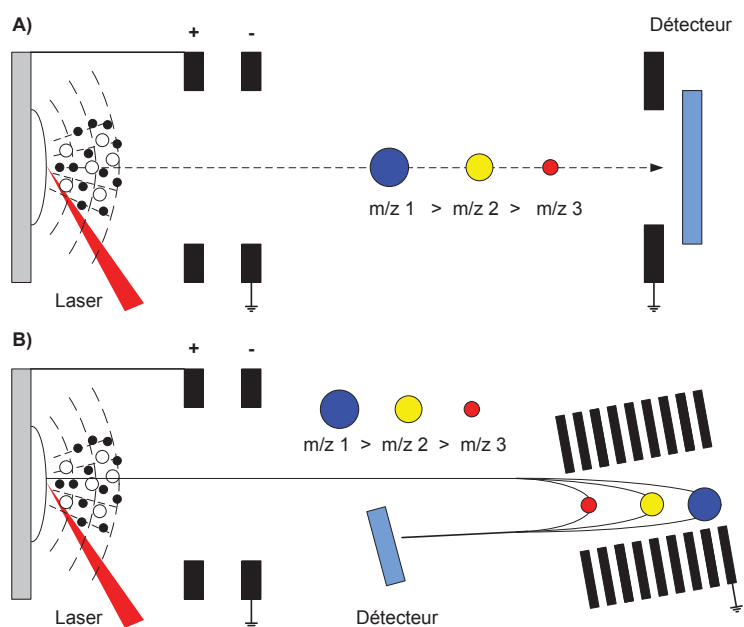 A)
Détecteur
+ -
m/z 1 > m/z 2 > m/z 3
Laser
B)
+ -
m/z 1 > m/z 2 > m/z 3
Laser
Détecteur